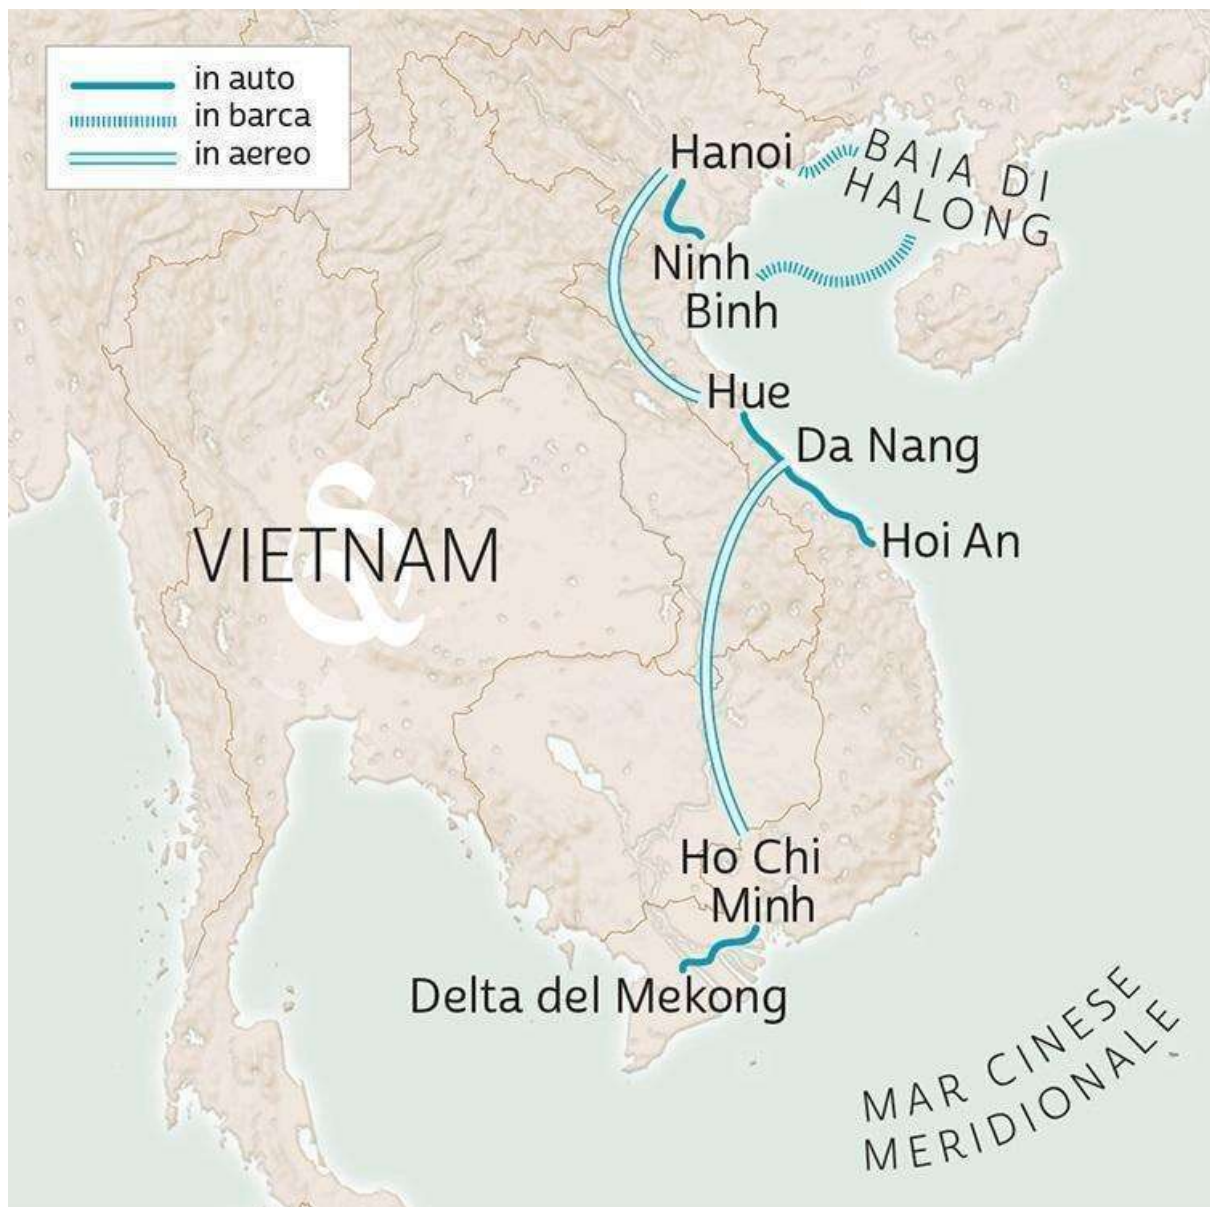 in auto
in barca
in aereo
Hanoi
BAIA DI
HALONG
Ninh
Binh
Hue
Da Nang
Hoi An
VIETNAM
Ho Chi
Minh
Delta del Mekong
MAR CINESE
MERIDIONALE